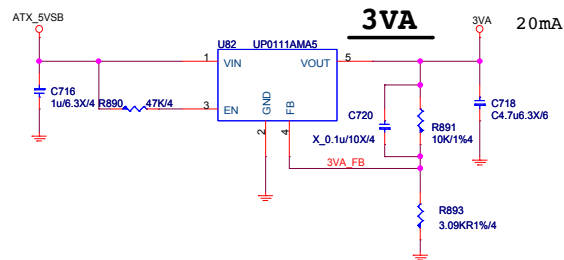 3VA
ATX_5VSB
3VA
20mA
U82 UP0111AMA5
1 VIN VOUT 5
C716
1u/6.3X/4
R890 47K/4
3 EN
GND
FB
2
4
C720
X_0.1u/10X/4
R891
10K/1%4
C718
C4.7u6.3X/6
3VA_FB
R893
3.09KR1%/4